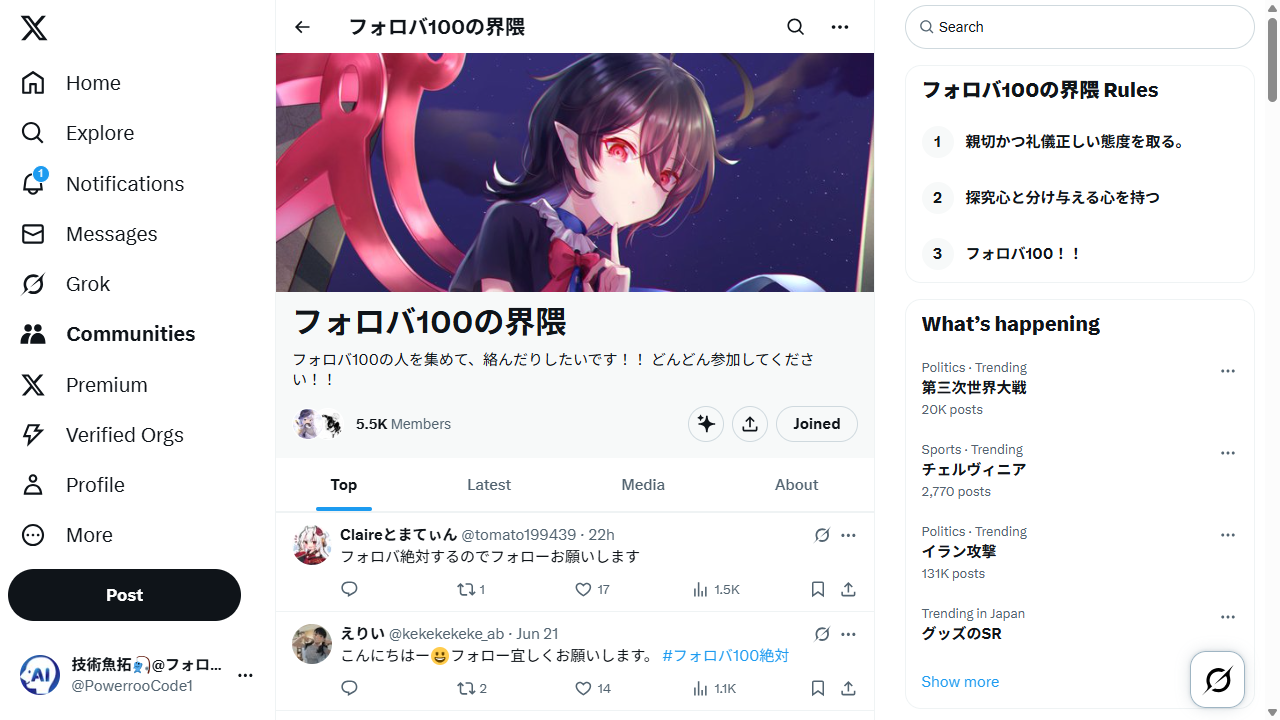 Home
Explore
1
Notifications
Messages
Grok
Communities
Premium
Verified Orgs
Profile
More
Post
技術魚拓🎣@フォロ...
@PowerrooCode1
フォロバ100の界隈
フォロバ100の界隈
フォロバ100の人を集めて、絡んだりしたいです！！ どんどん参加してくださ
い！！
5.5K Members
Joined
Top
Latest
Media
About
Claireとまてぃん @tomato199439 · 22h
フォロバ絶対するのでフォローお願いします
1
17
1.5K
えりい @kekekekeke_ab · Jun 21
こんにちはー😀フォロー宜しくお願いします。 #フォロバ100絶対
2
14
1.1K
Search
フォロバ100の界隈 Rules
1 親切かつ礼儀正しい態度を取る。
2 探究心と分け与える心を持つ
3 フォロバ100！！
What’s happening
Politics · Trending
第三次世界大戦
20K posts
Sports · Trending
チェルヴィニア
2,770 posts
Politics · Trending
イラン攻撃
131K posts
Trending in Japan
グッズのSR
Show more
AI